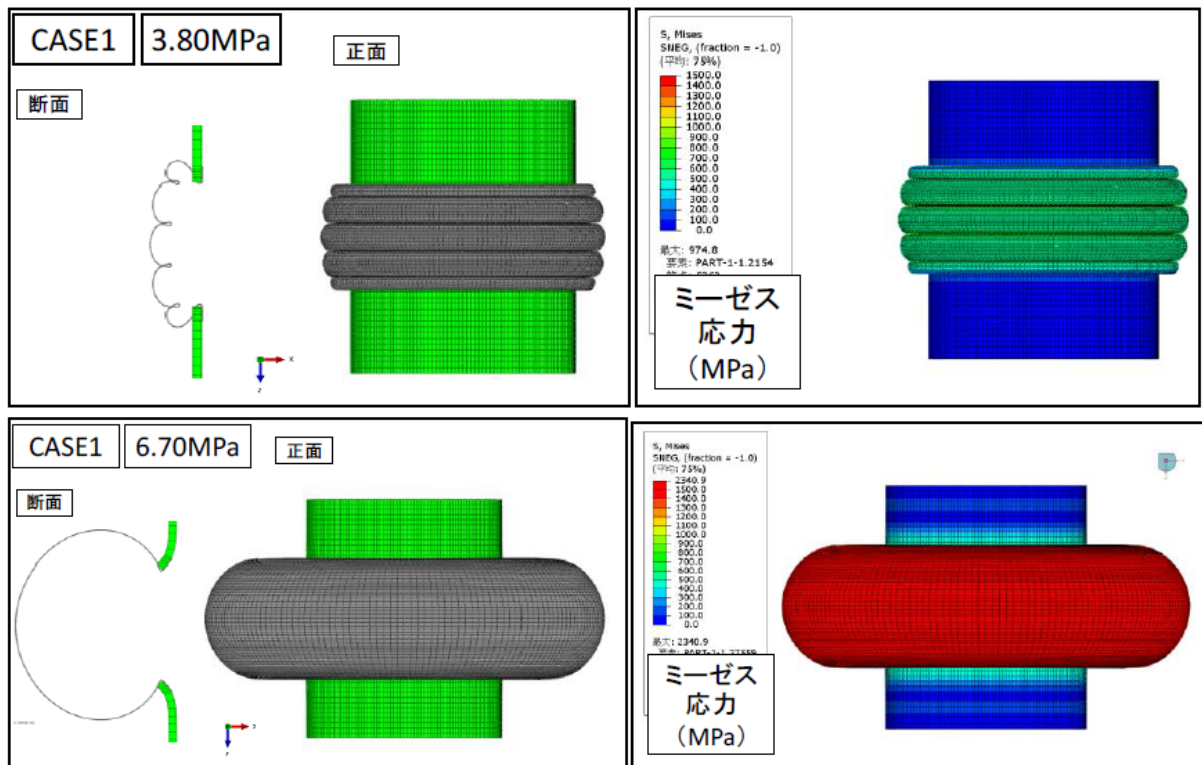 CASE1
3.80MPa
正面
断面
X
Z
S, Mises
SNEG, (fraction = -1.0)
(平均: 75%)
1500.0
1400.0
1300.0
1200.0
1100.0
1000.0
900.0
800.0
700.0
600.0
500.0
400.0
300.0
200.0
100.0
0.0
最大: 974.8
要素: PART-1-1.2154
ミーゼス
応力
(MPa)
CASE1
6.70MPa
正面
断面
S, Mises
SNEG, (fraction = -1.0)
(平均: 75%)
2340.9
1500.0
1400.0
1300.0
1200.0
1100.0
1000.0
900.0
800.0
700.0
600.0
500.0
400.0
300.0
200.0
100.0
0.0
最大: 2340.9
ミーゼス
応力
(MPa)